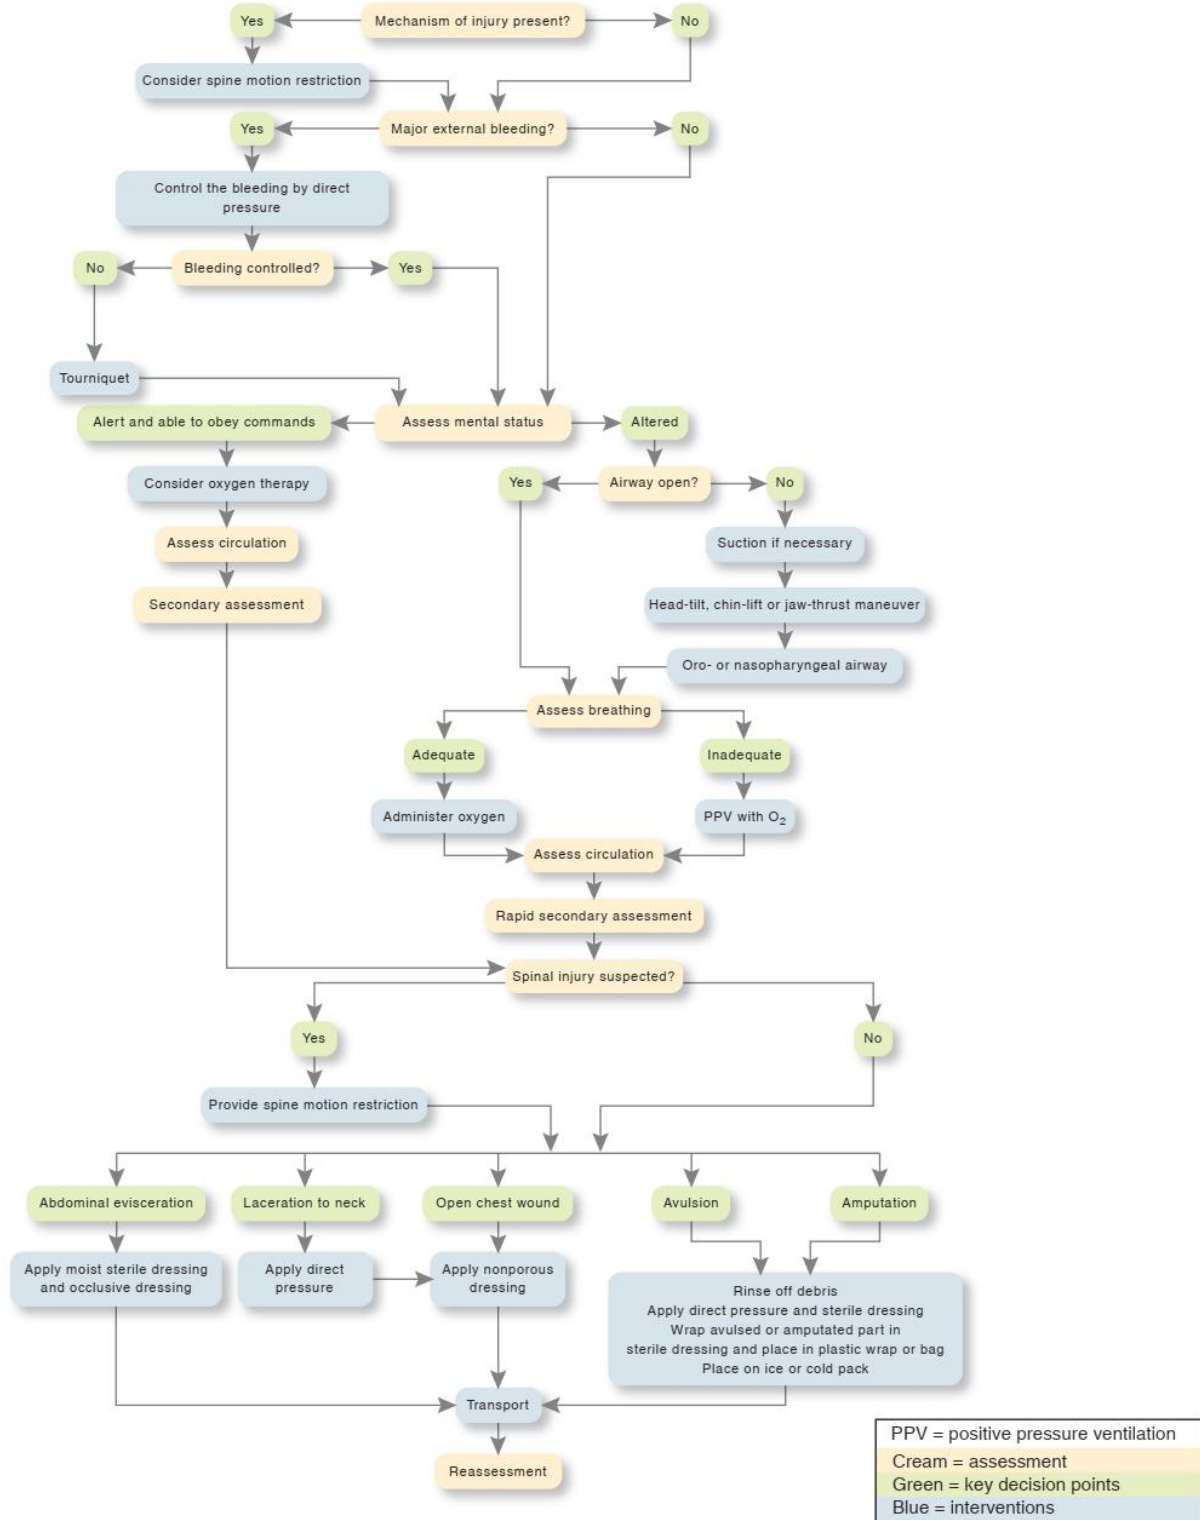 Yes
Mechanism of injury present?
No
Consider spine motion restriction
Yes
Major external bleeding?
No
Control the bleeding by direct
pressure
No
Bleeding controlled?
Yes
Tourniquet
Alert and able to obey commands
Assess mental status
Altered
Consider oxygen therapy
Yes
Airway open?
No
Assess circulation
Suction if necessary
Secondary assessment
Head-tilt, chin-lift or jaw-thrust maneuver
Oro- or nasopharyngeal airway
Assess breathing
Adequate
Inadequate
Administer oxygen
PPV with O2
Assess circulation
Rapid secondary assessment
Spinal injury suspected?
Yes
No
Provide spine motion restriction
Abdominal evisceration
Laceration to neck
Open chest wound
Avulsion
Amputation
Apply moist sterile dressing
and occlusive dressing
Apply direct
pressure
Apply nonporous
dressing
Rinse off debris
Apply direct pressure and sterile dressing
Wrap avulsed or amputated part in
sterile dressing and place in plastic wrap or bag
Place on ice or cold pack
Transport
Reassessment
PPV = positive pressure ventilation
Cream = assessment
Green = key decision points
Blue = interventions